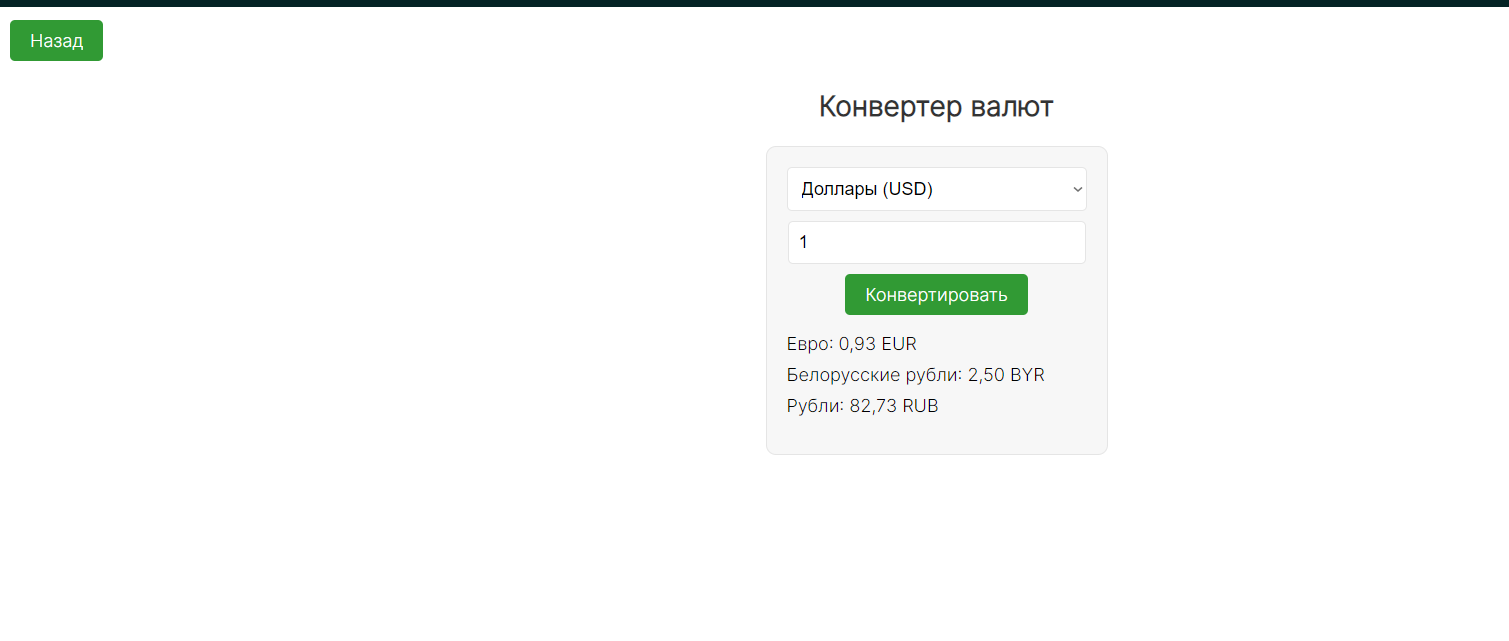 Назад
Конвертер валют
Доллары (USD)
1
Конвертировать
Евро: 0,93 EUR
Белорусские рубли: 2,50 BYR
Рубли: 82,73 RUB